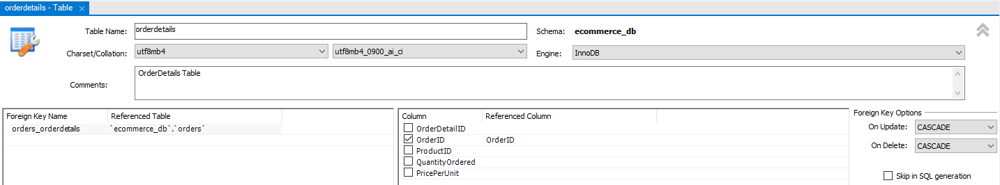 orderdetails - Table ×
Table Name: orderdetails Schema: ecommerce_db
Charset/Collation: utf8mb4 utf8mb4_0900_ai_ci Engine: InnoDB
Comments: OrderDetails Table
Foreign Key Name Referenced Table Column Referenced Column Foreign Key Options
orders_orderdetails `ecommerce_db`.`orders` OrderDetailID On Update: CASCADE
OrderID OrderID
ProductID On Delete: CASCADE
QuantityOrdered
PricePerUnit Skip in SQL generation